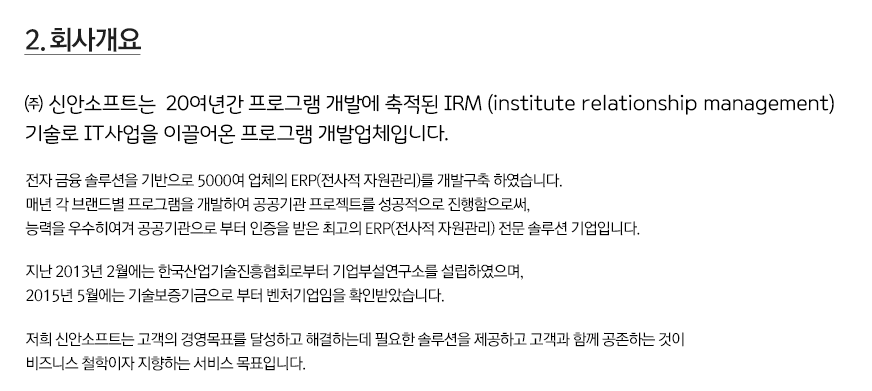 2. 회사개요
㈜ 신안소프트는 20여년간 프로그램 개발에 축적된 IRM (institute relationship management)
기술로 IT사업을 이끌어온 프로그램 개발업체입니다.
전자 금융 솔루션을 기반으로 5000여 업체의 ERP(전사적 자원관리)를 개발구축 하였습니다.
매년 각 브랜드별 프로그램을 개발하여 공공기관 프로젝트를 성공적으로 진행함으로써,
능력을 우수히여겨 공공기관으로 부터 인증을 받은 최고의 ERP(전사적 자원관리) 전문 솔루션 기업입니다.
지난 2013년 2월에는 한국산업기술진흥협회로부터 기업부설연구소를 설립하였으며,
2015년 5월에는 기술보증기금으로 부터 벤처기업임을 확인받았습니다.
저희 신안소프트는 고객의 경영목표를 달성하고 해결하는데 필요한 솔루션을 제공하고 고객과 함께 공존하는 것이
비즈니스 철학이자 지향하는 서비스 목표입니다.